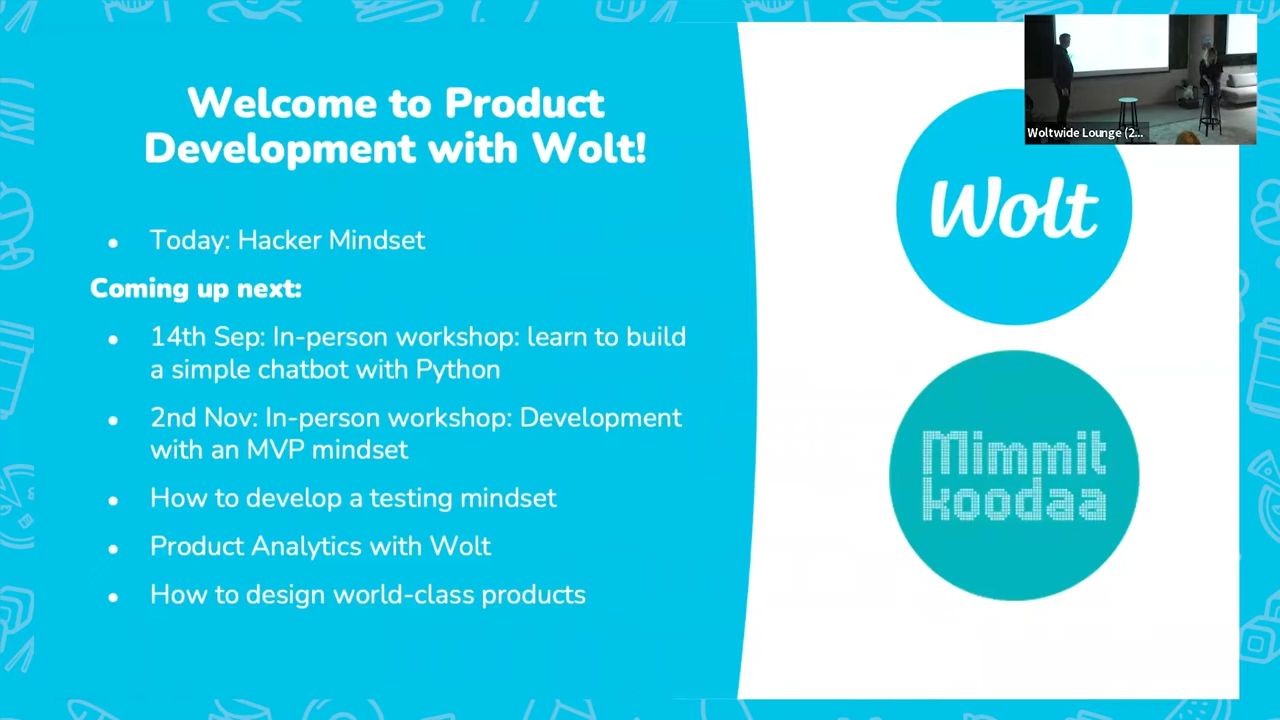 Welcome to Product
Development with Wolt!
• Today: Hacker Mindset
Coming up next:
• 14th Sep: In-person workshop: learn to build
a simple chatbot with Python
• 2nd Nov: In-person workshop: Development
with an MVP mindset
• How to develop a testing mindset
• Product Analytics with Wolt
• How to design world-class products
Woltwide Lounge (2...
Wolt
Mimmit
koodaa